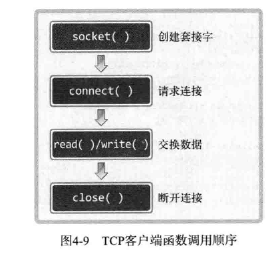 socket( ) 创建套接字
connect( ) 请求连接
read( )/write( ) 交换数据
close( ) 断开连接
图4-9 TCP客户端函数调用顺序